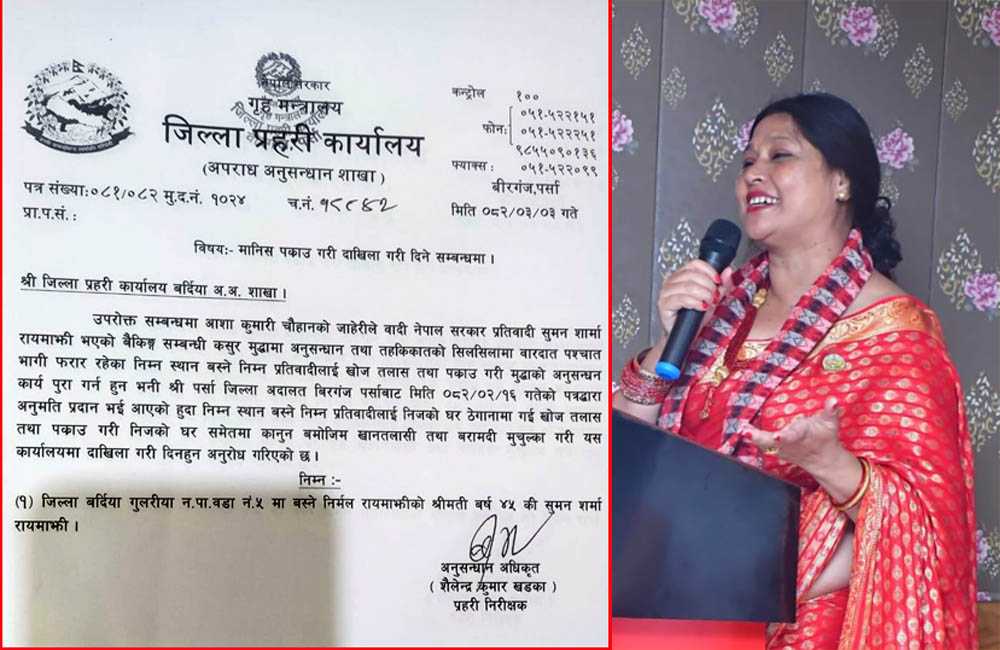 नेपाल सरकार
गृह मन्त्रालय
जिल्ला प्रहरी कार्यालय
(अपराध अनुसन्धान शाखा)
पत्र संख्या:०८१/०८२ मु.द.नं. १०२४ च.नं. १९८४२
प्रा.प.सं. :
कन्ट्रोल १००
फोन: ०५१-५२२१५१
०५१-५२२२५१
९८५५०९०१३६
फ्याक्स : ०५१-५२२०९९
बीरगंज,पर्सा
मिति ०८२/०३/०३ गते
विषय:- मानिस पकाउ गरी दाखिला गरी दिने सम्बन्धमा ।
श्री जिल्ला प्रहरी कार्यालय बर्दिया अ.अ. शाखा ।
उपरोक्त सम्बन्धमा आशा कुमारी चौहानको जाहेरीले वादी नेपाल सरकार प्रतिवादी सुमन शार्मा
रायमाझी भएको बैकिङ्ग सम्बन्धी कसुर मुद्धामा अनुसन्धान तथा तहकिकातको सिलसिलामा बारदात पश्चात
भागी फरार रहेका निम्न स्थान बस्ने निम्न प्रतिवादीलाई खोज तलास तथा पकाउ गरी मुद्धाको अनुसन्धन
कार्य पुरा गर्न हुन भनी श्री पर्सा जिल्ला अदालत बिरगंज पर्साबाट मिति ०८२/०२/१६ गतेको पत्रद्धारा
अनुमति प्रदान भई आएको हुदा निम्न स्थान बस्ने निम्न प्रतिवादीलाई निजको घर ठेगानामा गई खोज तलास
तथा पकाउ गरी निजको घर समेतमा कानुन बमोजिम खानतलासी तथा बरामदी मुचुल्का गरी यस
कार्यालयमा दाखिला गरी दिनहुन अनुरोध गरिएको छ ।
निम्न :-
(१) जिल्ला बर्दिया गुलरीया न.पा.वडा नं.५ मा बस्ने निर्मल रायमाझीको श्रीमती बर्ष ४५ की सुमन शर्मा
रायमाझी ।
अनुसन्धान अधिकृत
( शैलेन्द्र कुमार खडका )
प्रहरी निरीक्षक